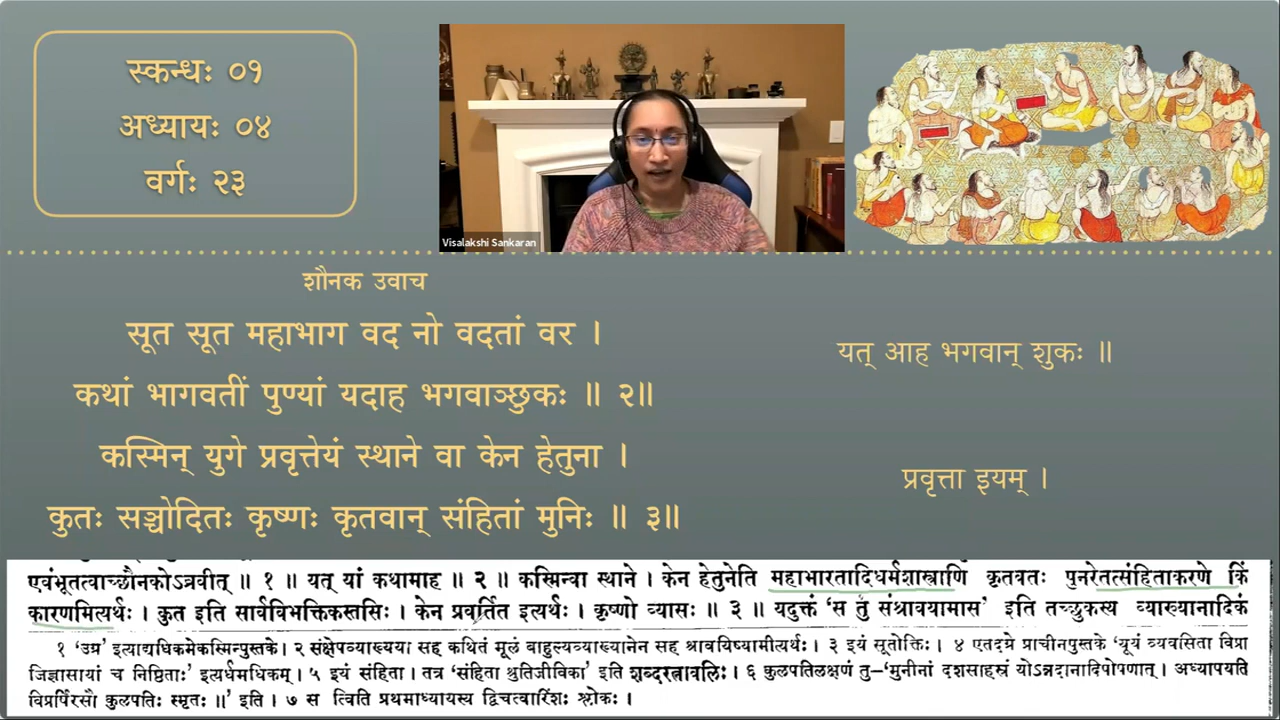 स्कन्धः ०१
अध्यायः ०४
वर्गः २३
Visalakshi Sankaran
शौनक उवाच
सूत सूत महाभाग वद नो वदतां वर ।
कथां भागवतीं पुण्यां यदाह भगवाञ्छुकः ॥ २॥
कस्मिन् युगे प्रवृत्तेयं स्थाने वा केन हेतुना ।
कुतः सञ्चोदितः कृष्णः कृतवान् संहितां मुनिः ॥ ३॥
यत् आह भगवान् शुकः ॥
प्रवृत्ता इयम् ।
एवंभूतत्वाच्छौनकोऽब्रवीत् ॥ १ ॥ यत् यां कथामाह ॥ २ ॥ कस्मिन्वा स्थाने । केन हेतुनेति महाभारतादिधर्मशास्त्राणि कृतवतः पुनरेतत्संहिताकरणे किं
कारणमित्यर्थः । कुत इति सार्वविभक्तिकस्तसिः । केन प्रवर्तित इत्यर्थः । कृष्णो व्यासः ॥ ३ ॥ यदुक्तं ‘स तु संश्रावयामास’ इति तच्छुकस्य व्याख्यानादिकं
१ ‘उग्र’ इत्याद्यधिकमेकस्मिन्पुस्तके । २ संक्षेपव्याख्यया सह कथितं मूलं बाहुल्यव्याख्यानेन सह श्रावयिष्यामीत्यर्थः । ३ इयं सूतोक्तिः । ४ एतदग्रे प्राचीनपुस्तके ‘यूयं व्यवसिता विप्रा
जिज्ञासायां च निष्ठिताः’ इत्यर्धमधिकम् । ५ इयं संहिता । तत्र ‘संहिता श्रुतिजीविका’ इति शब्दरत्नावलिः । ६ कुलपतिलक्षणं तु–‘मुनीनां दशसाहस्रं योऽन्नदानादिपोषणात् । अध्यापयति
विप्रर्षिरसौ कुलपतिः स्मृतः ॥’ इति । ७ स त्विति प्रथमाध्यायस्य द्विचत्वारिंशः श्लोकः ।